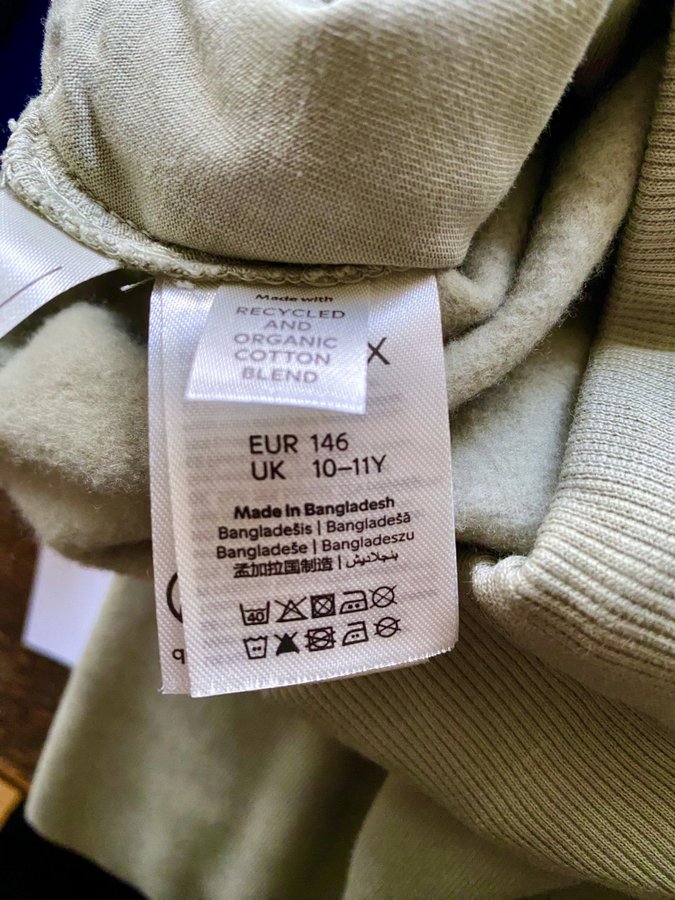 Made with
RECYCLED
AND
ORGANIC
COTTON
BLEND
X
EUR 146
UK 10–11Y
Made in Bangladesh
Bangladešis | Bangladešā
Bangladeše | Bangladeszu
孟加拉国制造 | بنجلاديش
40
q